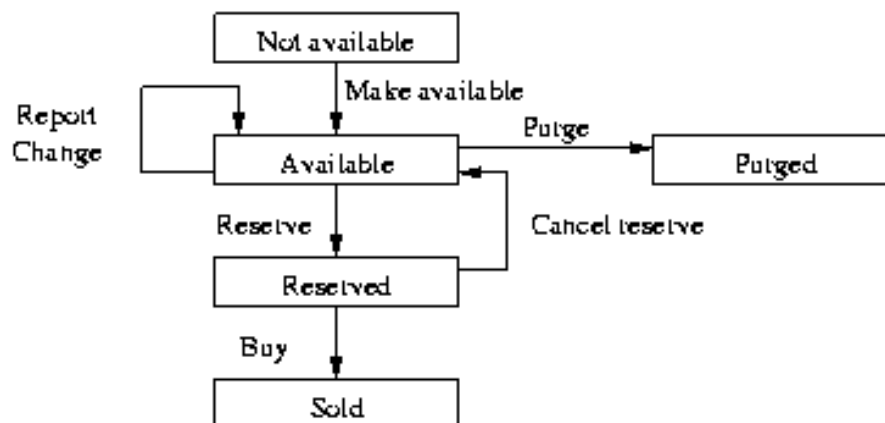 Not available
Make available
Report
Change
Purge
Available
Purged
Reserve
Cancel reserve
Reserved
Buy
Sold